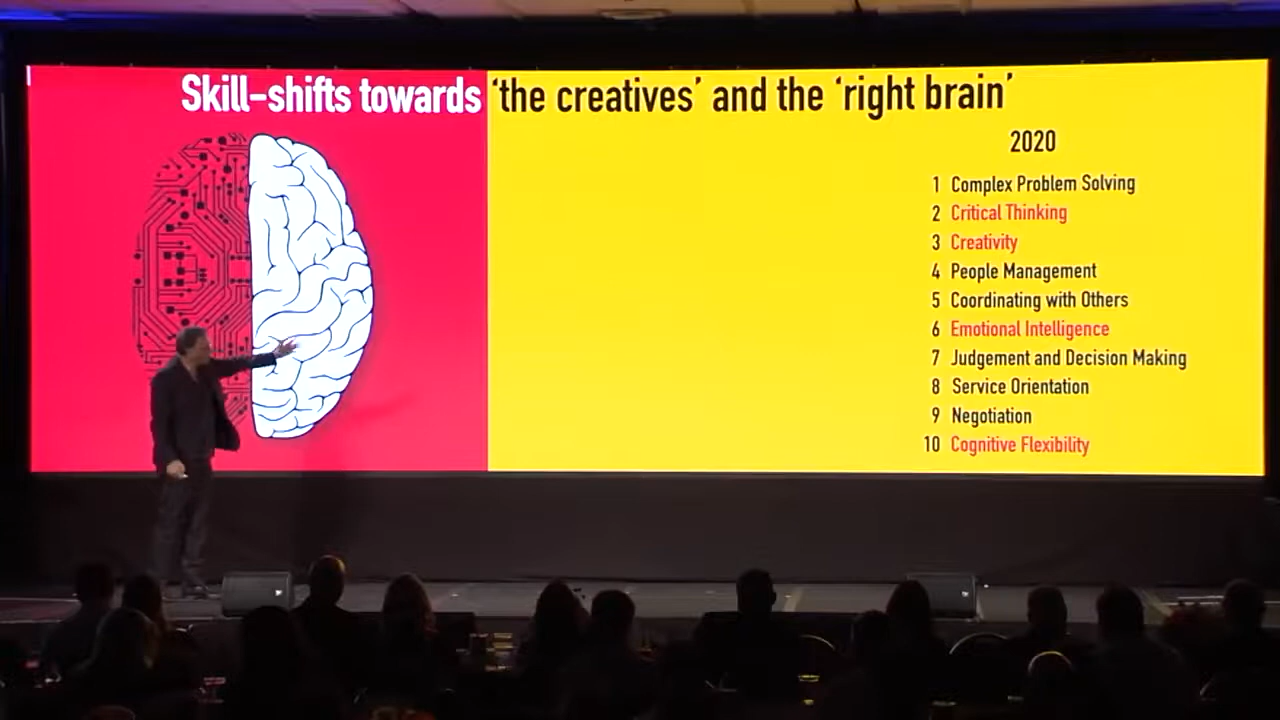 Skill-shifts towards ‘the creatives’ and the ‘right brain’
2020
1 Complex Problem Solving
2 Critical Thinking
3 Creativity
4 People Management
5 Coordinating with Others
6 Emotional Intelligence
7 Judgement and Decision Making
8 Service Orientation
9 Negotiation
10 Cognitive Flexibility